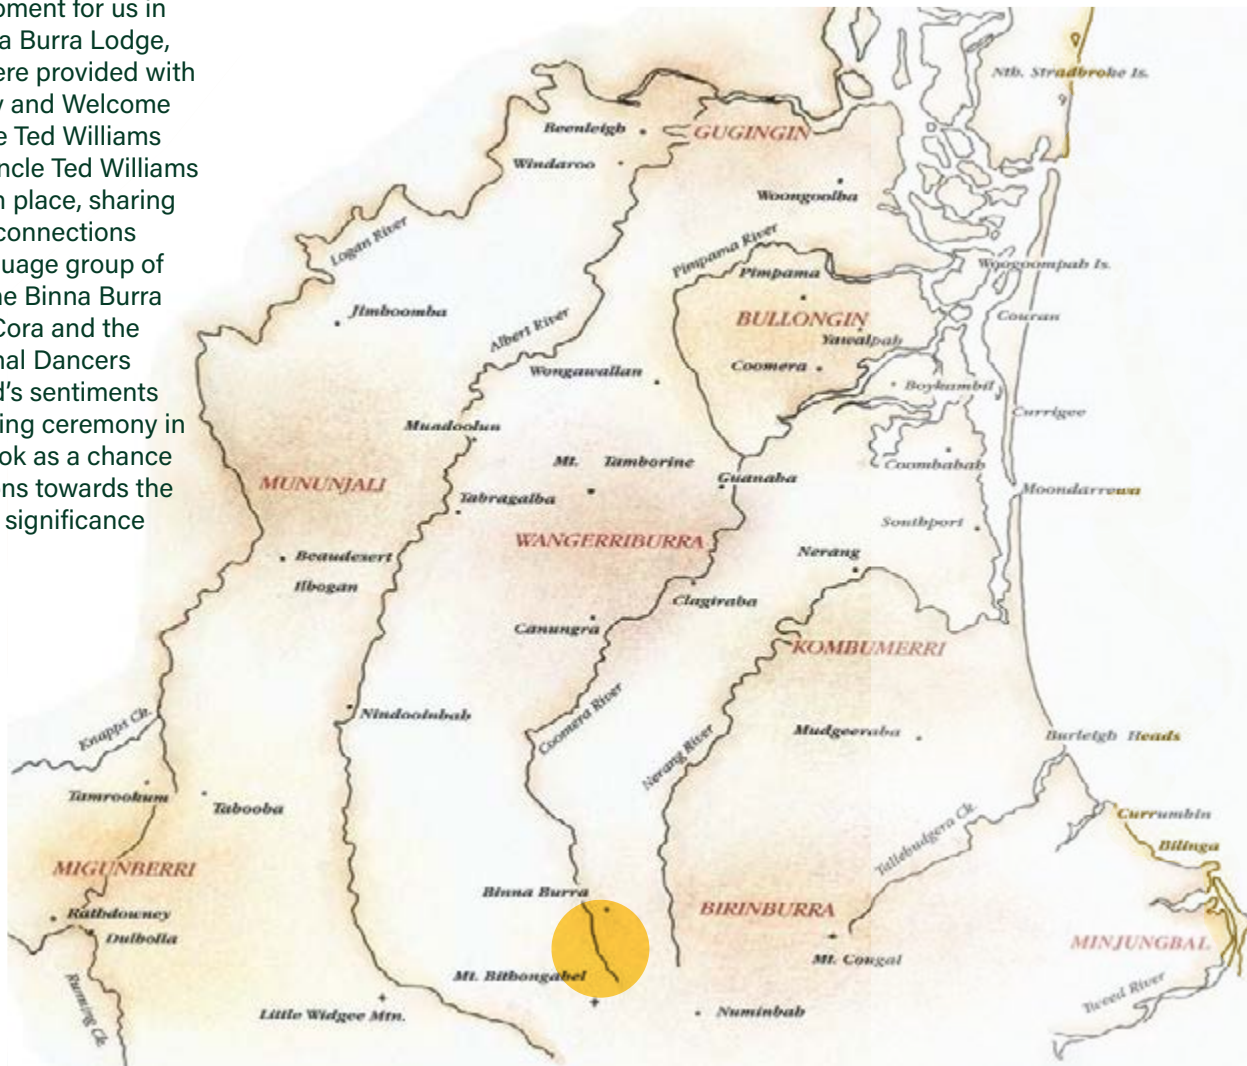 oment for us in
a Burra Lodge,
ere provided with
y and Welcome
e Ted Williams
ncle Ted Williams
n place, sharing
connections
uage group of
ne Binna Burra
Cora and the
nal Dancers
d's sentiments
ing ceremony in
ok as a chance
ns towards the
significance
Nth. Stradbroke Is.
Beenleigh
GUGINGIN
Windaroo
Woongoolba
Logan River
Pimpama River
Woogoompah Is.
Pimpama
Jimboomba
BULLONGIN
Couran
Albert River
Yawalpah
Wongawallan
Coomera
Boykambil
Currigee
Mundoolun
Mt. Tamborine
Coombabah
MUNUNJALI
Guanaba
Moondarrewa
Tabragalba
Southport
WANGERRIBURRA
Nerang
Beaudesert
Ilbogan
Clagiraba
Canungra
KOMBUMERRI
Knapps Ck.
Nindooinbah
Coomera River
Mudgeeraba
Burleigh Heads
Nerang River
Tamrookum
Tabooba
Tallebudgera Ck.
Currumbin
Bilinga
MIGUNBERRI
Binna Burra
BIRINBURRA
Rathdowney
Dulbolla
MINJUNGBAL
Mt. Cougal
Mt. Bithongabel
Running Ck.
Tweed River
Little Widgee Mtn.
Numinbah